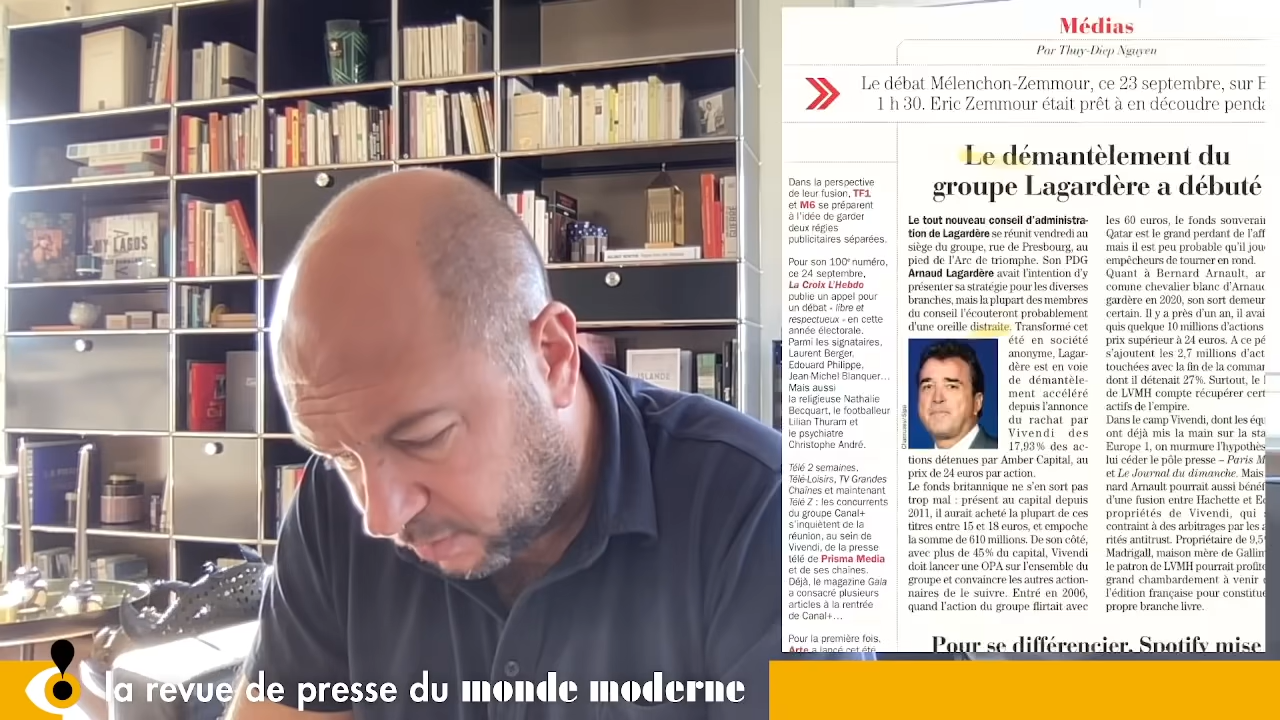 Médias
Par Thuy-Diep Nguyen
Le débat Mélenchon-Zemmour, ce 23 septembre, sur
1 h 30. Eric Zemmour était prêt à en découdre
Dans la perspective
de leur fusion, TF1
et M6 se préparent
à l'idée de garder
deux régies
publicitaires séparées.
Pour son 100e numéro,
ce 24 septembre,
La Croix L'Hebdo
publie un appel pour
un débat « libre et
respectueux » en cette
année électorale.
Parmi les signataires,
Laurent Berger,
Edouard Philippe,
Jean Michel Blanquer…
Mais aussi
la religieuse Nathalie
Becquart, le footballeur
Lilian Thuram et
le psychiatre
Christophe André.
Télé 2 semaines,
Télé-Loisirs, TV Grandes
Chaînes et maintenant
Télé Z : les concurrents
du groupe Canal+
s'inquiètent de la
réunion, au sein de
Vivendi, de la presse
télé de Prisma Media
et de ses chaînes.
Déjà, le magazine Gala
a consacré plusieurs
articles à la rentrée
de Canal+…
Pour la première fois,
Arte a lancé cet été
Le démantèlement du
groupe Lagardère a débuté
Le tout nouveau conseil d'administra-
tion de Lagardère se réunit vendredi au
siège du groupe, rue de Presbourg, au
pied de l'Arc de triomphe. Son PDG
Arnaud Lagardère avait l'intention d'y
présenter sa stratégie pour les diverses
branches, mais la plupart des membres
du conseil l'écouteront probablement
d'une oreille distraite. Transformé cet
été en société
anonyme, Lagar-
dère est en voie
de démantèle-
ment accéléré
depuis l'annonce
du rachat par
Vivendi des
17,93% des ac-
tions détenues par Amber Capital, au
prix de 24 euros par action.
Le fonds britannique ne s'en sort pas
trop mal : présent au capital depuis
2011, il aurait acheté la plupart de ces
titres entre 15 et 18 euros, et empoche
la somme de 610 millions. De son côté,
avec plus de 45% du capital, Vivendi
doit lancer une OPA sur l'ensemble du
groupe et convaincre les autres action-
naires de le suivre. Entré en 2006,
quand l'action du groupe flirtait avec
les 60 euros, le fonds
Qatar est le grand perdant de
mais il est peu probable qu'il
empêcheurs de tourner en rond.
Quant à Bernard Arnault,
comme chevalier blanc
gardère en 2020, son sort
certain. Il y a près d'un an, il
quis quelque 10 millions d'actions
prix supérieur à 24 euros. A ce
s'ajoutent les 2,7 millions
touchées avec la fin de la
dont il détenait 27%. Surtout, le
de LVMH compte récupérer
actifs de l'empire.
Dans le camp Vivendi, dont les
ont déjà mis la main sur la
Europe 1, on murmure
lui céder le pôle presse – Paris
et Le Journal du dimanche. Mais
nard Arnault pourrait aussi
d'une fusion entre Hachette et
propriétés de Vivendi, qui
contraint à des arbitrages par les
rités antitrust. Propriétaire de
Madrigall, maison mère de
le patron de LVMH pourrait
grand chambardement à venir
l'édition française pour
propre branche livre.
Pour se différencier, Spotify mise
MY LAGOS
ISLANDE
la revue de presse du monde moderne